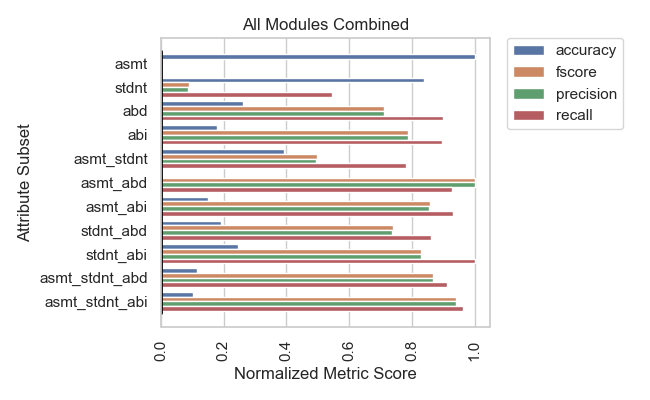 All Modules Combined
accuracy
fscore
precision
recall
Attribute Subset
asmt
stdnt
abd
abi
asmt_stdnt
asmt_abd
asmt_abi
stdnt_abd
stdnt_abi
asmt_stdnt_abd
asmt_stdnt_abi
0.0
0.2
0.4
0.6
0.8
1.0
Normalized Metric Score